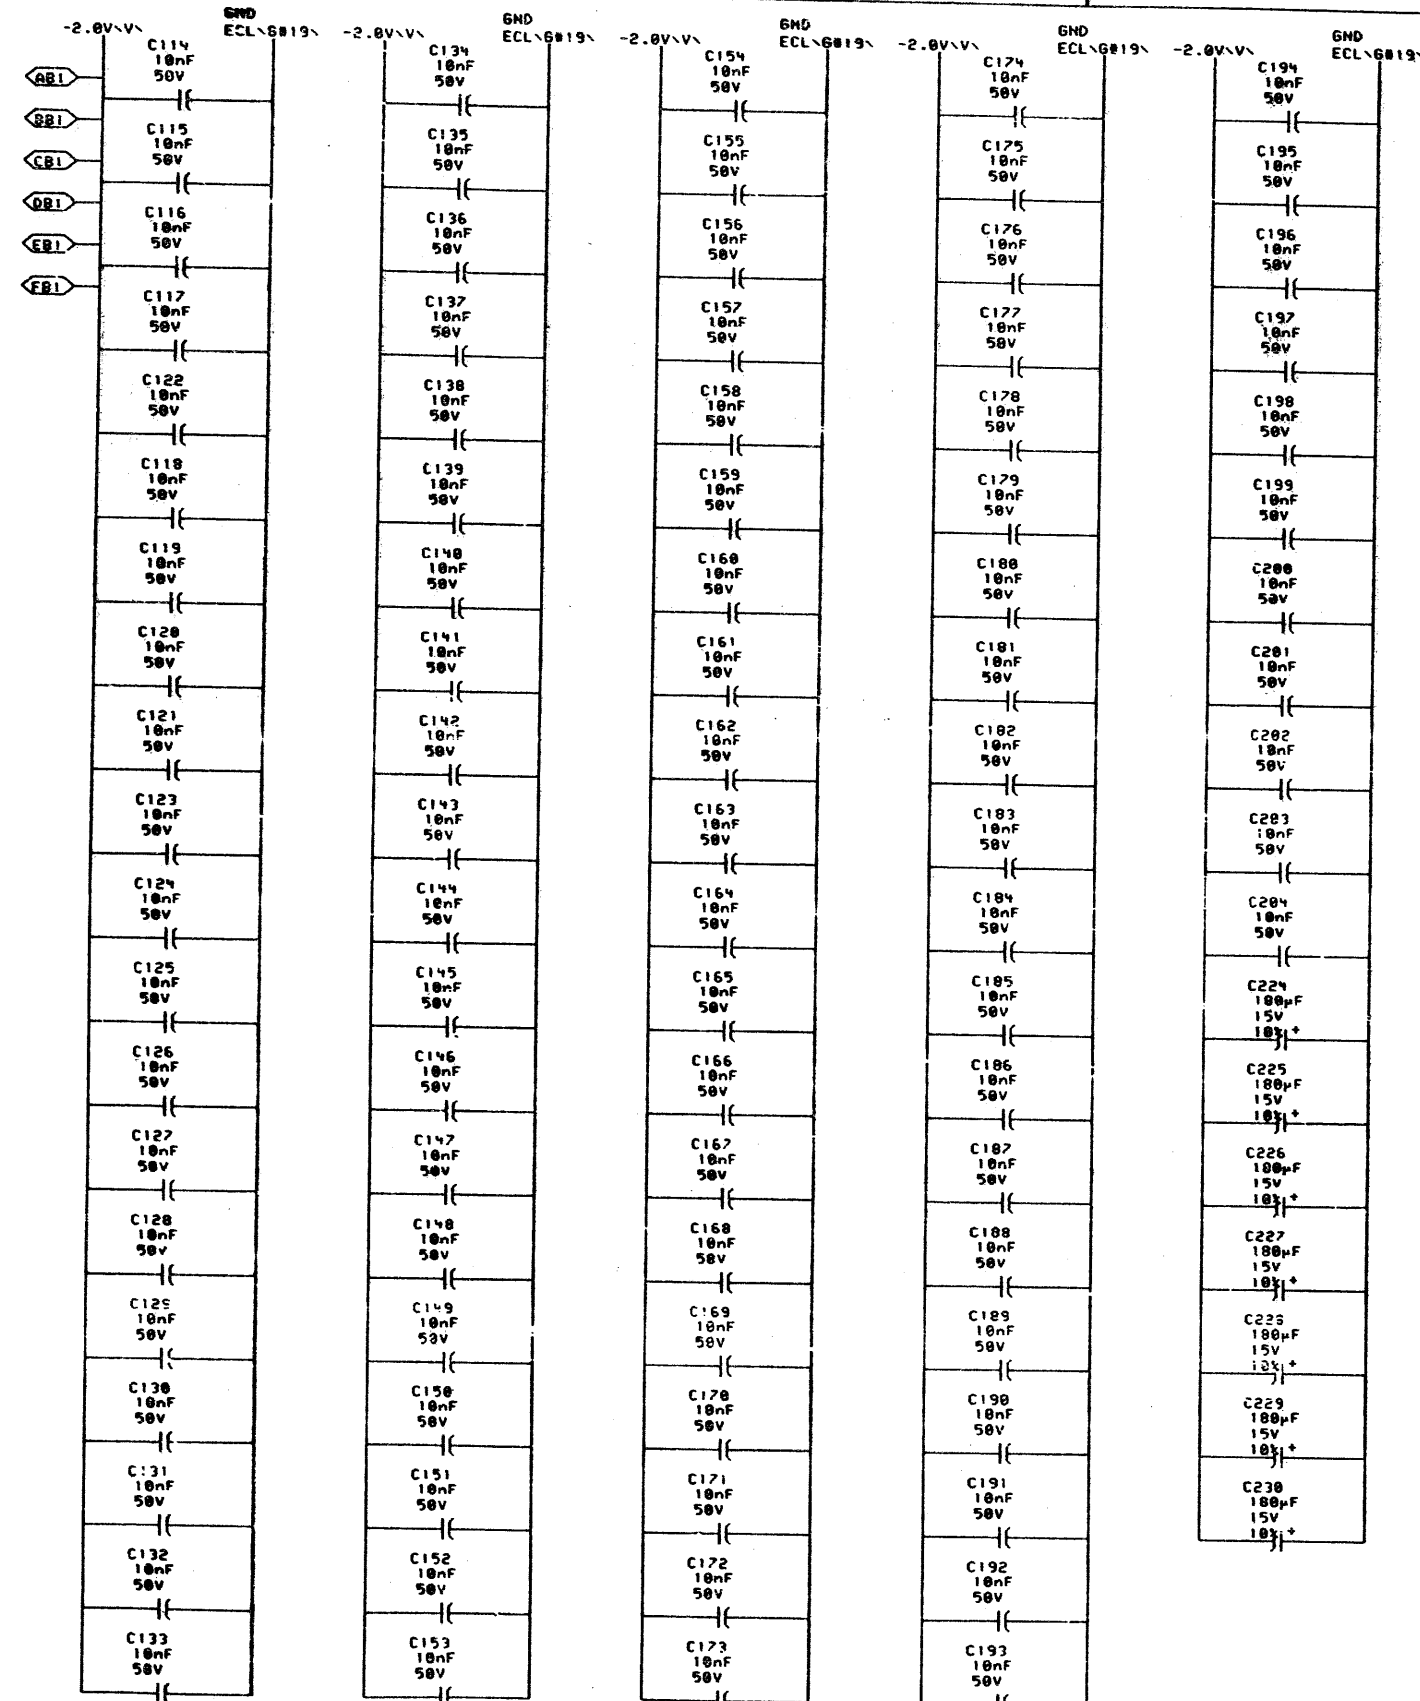 -2.0V\V\
GND
ECL\G#19\
AB1
BB1
CB1
DB1
EB1
FB1
C114
10nF
50V
C115
10nF
50V
C116
10nF
50V
C117
10nF
50V
C122
10nF
50V
C118
10nF
50V
C119
10nF
50V
C120
10nF
50V
C121
10nF
50V
C123
10nF
50V
C124
10nF
50V
C125
10nF
50V
C126
10nF
50V
C127
10nF
50V
C128
10nF
50V
C129
10nF
50V
C130
10nF
50V
C131
10nF
50V
C132
10nF
50V
C133
10nF
50V
-2.0V\V\
GND
ECL\G#19\
C134
10nF
50V
C135
10nF
50V
C136
10nF
50V
C137
10nF
50V
C138
10nF
50V
C139
10nF
50V
C140
10nF
50V
C141
10nF
50V
C142
10nF
50V
C143
10nF
50V
C144
10nF
50V
C145
10nF
50V
C146
10nF
50V
C147
10nF
50V
C148
10nF
50V
C149
10nF
50V
C150
10nF
50V
C151
10nF
50V
C152
10nF
50V
C153
10nF
50V
-2.0V\V\
GND
ECL\G#19\
C154
10nF
50V
C155
10nF
50V
C156
10nF
50V
C157
10nF
50V
C158
10nF
50V
C159
10nF
50V
C160
10nF
50V
C161
10nF
50V
C162
10nF
50V
C163
10nF
50V
C164
10nF
50V
C165
10nF
50V
C166
10nF
50V
C167
10nF
50V
C168
10nF
50V
C169
10nF
50V
C170
10nF
50V
C171
10nF
50V
C172
10nF
50V
C173
10nF
50V
-2.0V\V\
GND
ECL\G#19\
C174
10nF
50V
C175
10nF
50V
C176
10nF
50V
C177
10nF
50V
C178
10nF
50V
C179
10nF
50V
C180
10nF
50V
C181
10nF
50V
C182
10nF
50V
C183
10nF
50V
C184
10nF
50V
C185
10nF
50V
C186
10nF
50V
C187
10nF
50V
C188
10nF
50V
C189
10nF
50V
C190
10nF
50V
C191
10nF
50V
C192
10nF
50V
C193
10nF
50V
-2.0V\V\
GND
ECL\G#19\
C194
10nF
50V
C195
10nF
50V
C196
10nF
50V
C197
10nF
50V
C198
10nF
50V
C199
10nF
50V
C200
10nF
50V
C201
10nF
50V
C202
10nF
50V
C203
10nF
50V
C204
10nF
50V
C224
180µF
15V
10% +
C225
180µF
15V
10% +
C226
180µF
15V
10% +
C227
180µF
15V
10% +
C228
180µF
15V
10% +
C229
180µF
15V
10% +
C230
180µF
15V
10% +